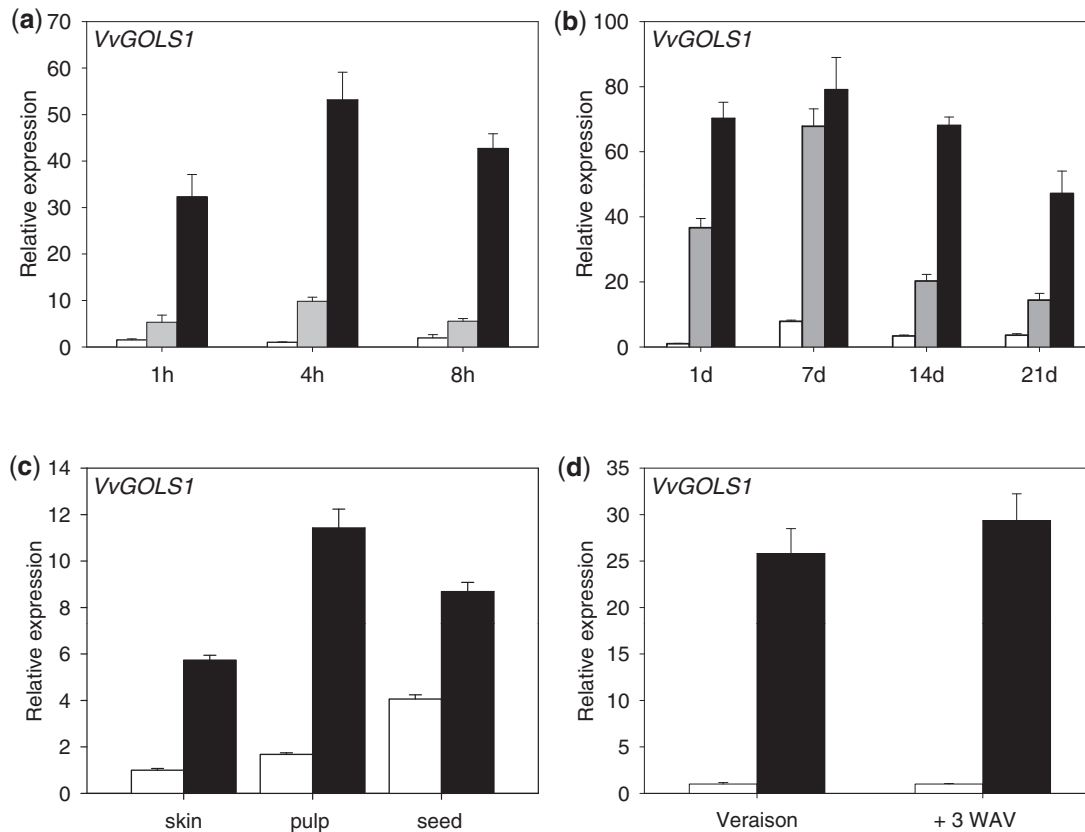 (a)
VvGOLS1
Relative expression
70
60
50
40
30
20
10
0
1h 4h 8h
(b)
VvGOLS1
Relative expression
100
80
60
40
20
0
1d 7d 14d 21d
(c)
VvGOLS1
Relative expression
14
12
10
8
6
4
2
0
skin pulp seed
(d)
VvGOLS1
Relative expression
35
30
25
20
15
10
5
0
Veraison + 3 WAV